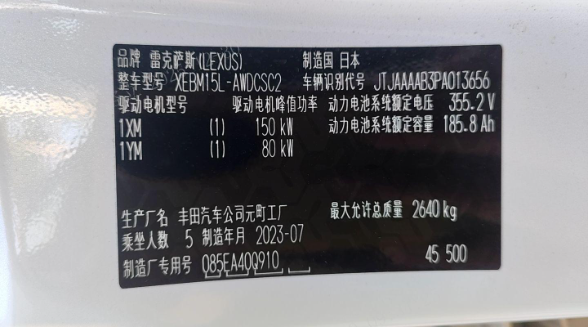 品牌 雷克萨斯(LEXUS) 制造国 日本
整车型号 XEBM15L-AWDCSC2 车辆识别代号 JTJAAAAB3PA013656
驱动电机型号 驱动电机峰值功率 动力电池系统额定电压 355.2V
1XM (1) 150 kW 动力电池系统额定容量 185.8Ah
1YM (1) 80 kW
生产厂名 丰田汽车公司元町工厂 最大允许总质量 2640kg
乘坐人数 5 制造年月 2023-07
制造厂专用号 Q85EA40Q910 45 500